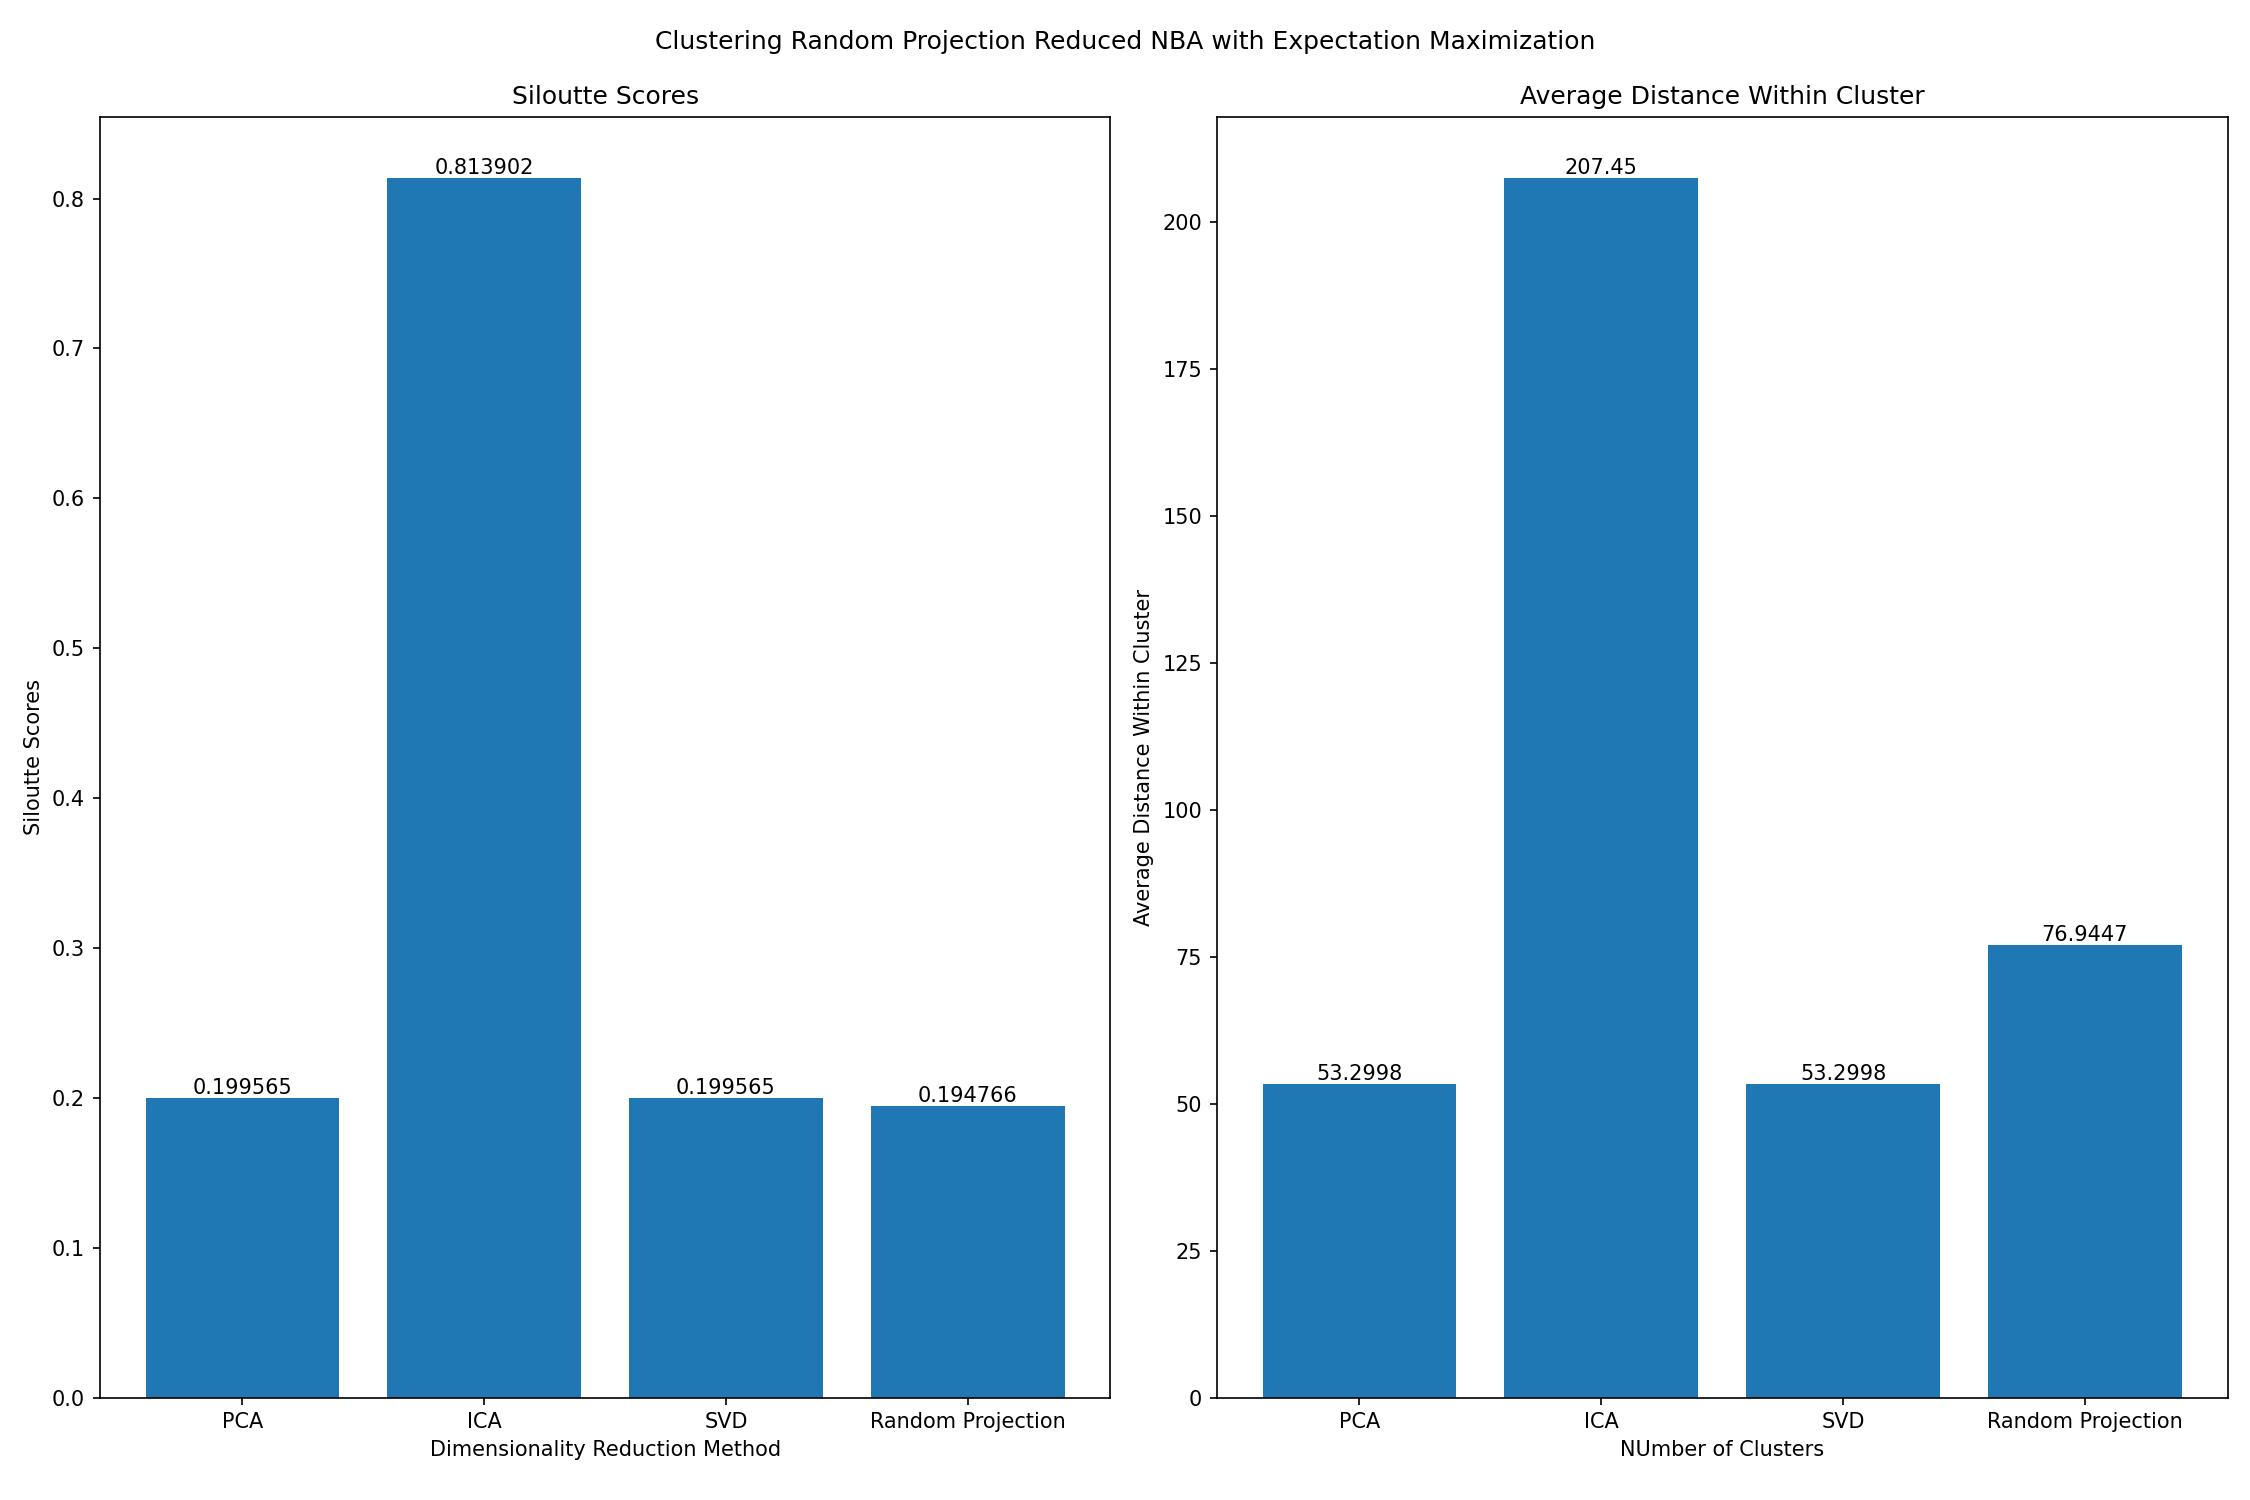 Clustering Random Projection Reduced NBA with Expectation Maximization
Siloutte Scores
0.813902
0.199565
0.199565
0.194766
0.8
0.7
0.6
0.5
0.4
0.3
0.2
0.1
0.0
Siloutte Scores
PCA
ICA
SVD
Random Projection
Dimensionality Reduction Method
Average Distance Within Cluster
207.45
76.9447
53.2998
53.2998
200
175
150
125
100
75
50
25
0
Average Distance Within Cluster
PCA
ICA
SVD
Random Projection
NUmber of Clusters